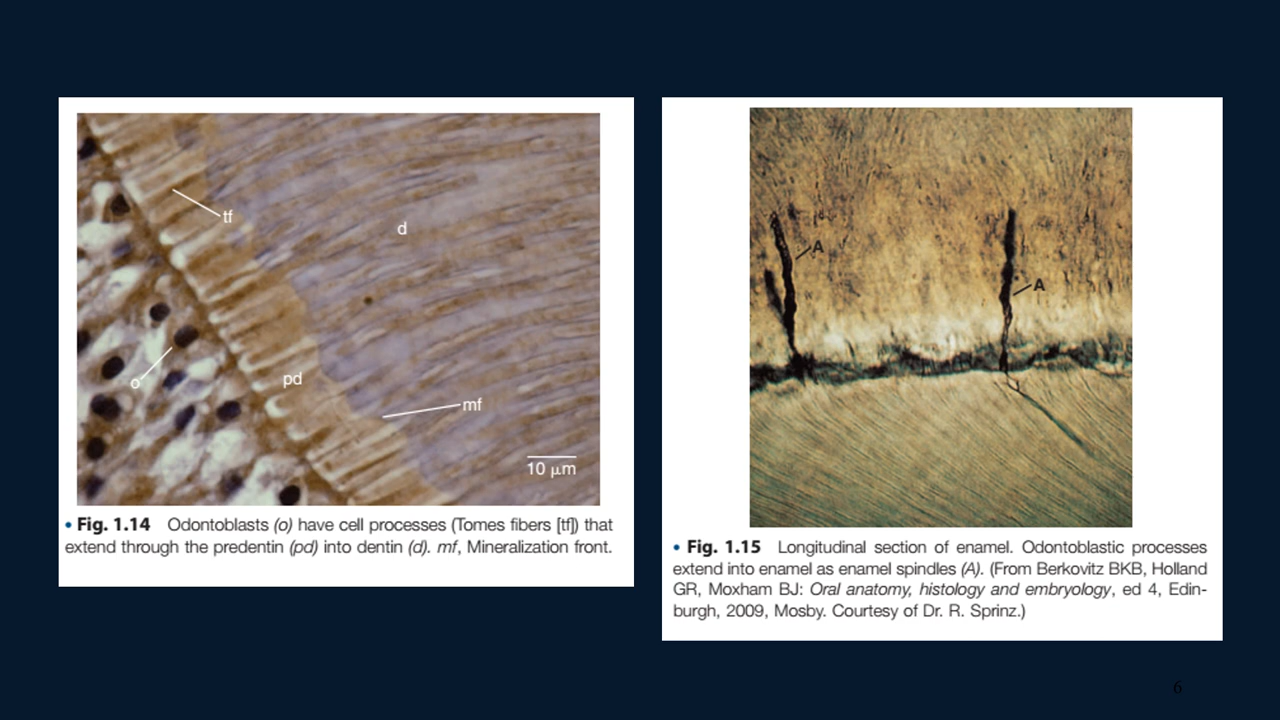 tf
d
o
pd
mf
10 μm
• Fig. 1.14 Odontoblasts (o) have cell processes (Tomes fibers [tf]) that
extend through the predentin (pd) into dentin (d). mf, Mineralization front.
A
A
• Fig. 1.15 Longitudinal section of enamel. Odontoblastic processes
extend into enamel as enamel spindles (A). (From Berkovitz BKB, Holland
GR, Moxham BJ: Oral anatomy, histology and embryology, ed 4, Edin-
burgh, 2009, Mosby. Courtesy of Dr. R. Sprinz.)
6